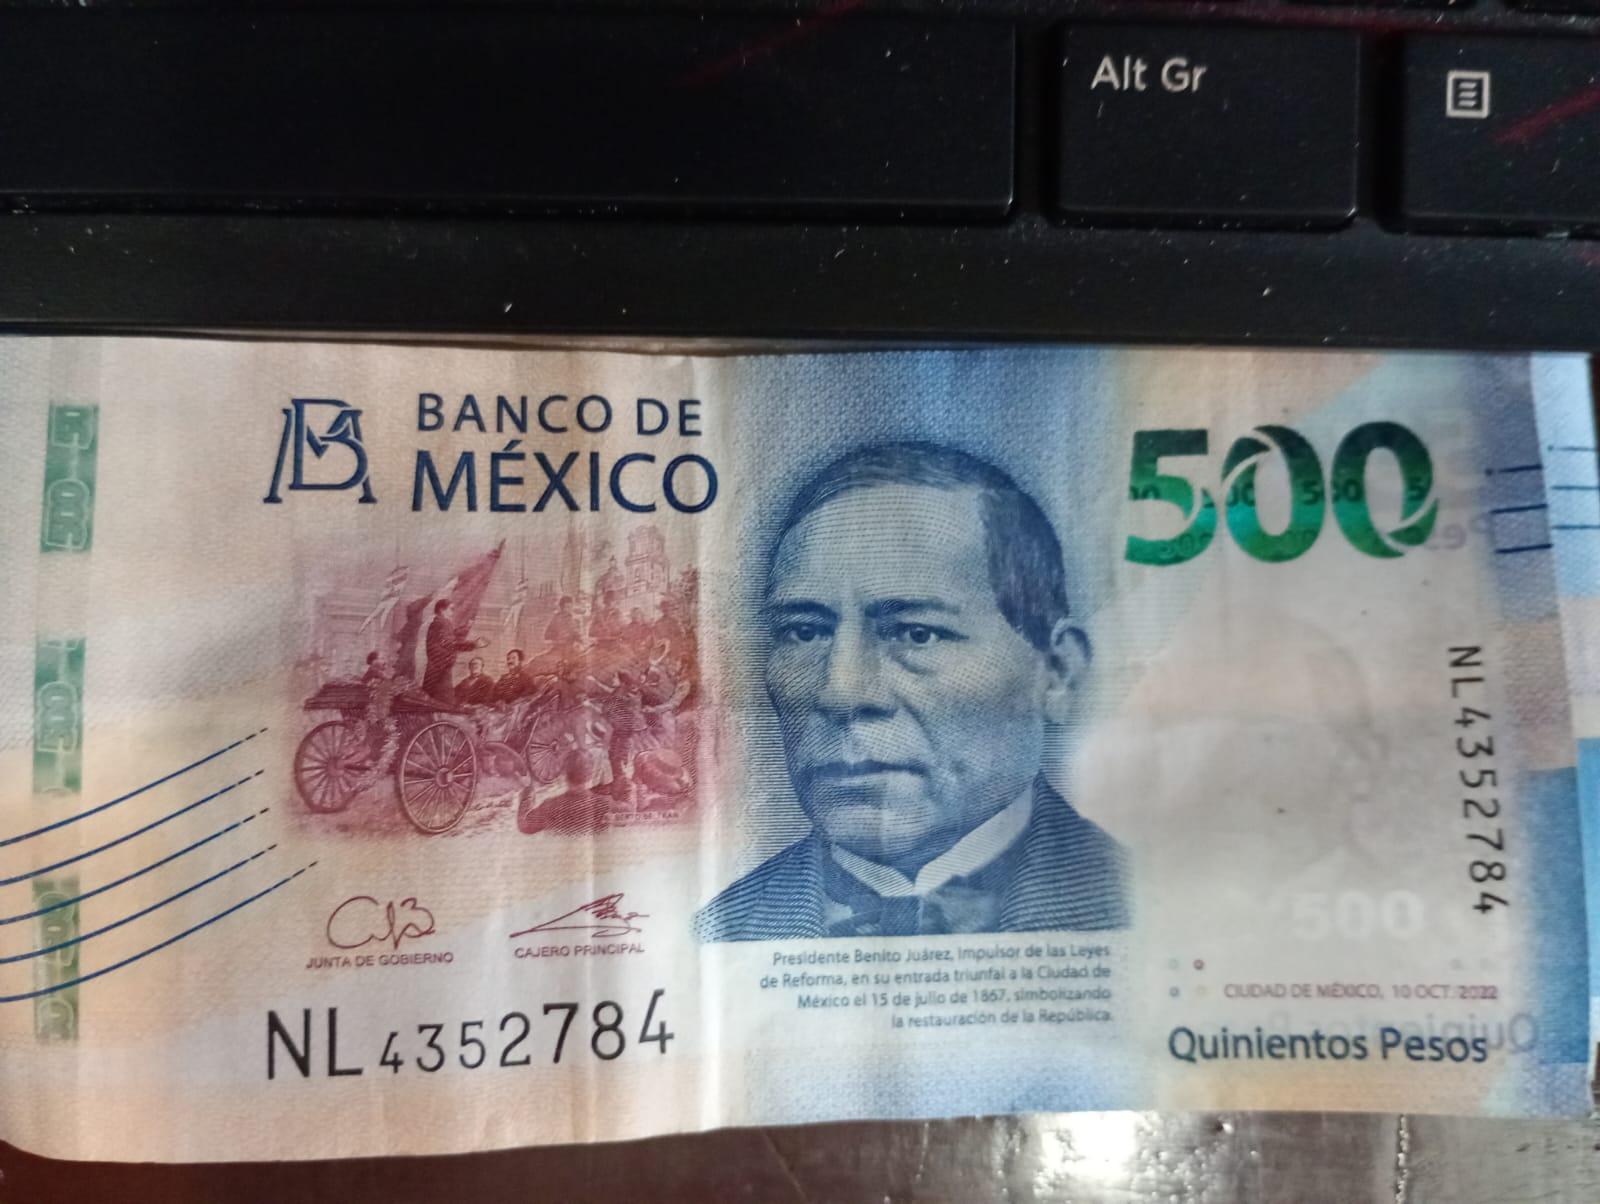 Alt Gr
BANCO DE
MÉXICO
500
NL4352784
JUNTA DE GOBIERNO
CAJERO PRINCIPAL
Presidente Benito Juárez, impulsor de las Leyes
de Reforma, en su entrada triunfal a la Ciudad de
México el 15 de julio de 1867, simbolizando
la restauración de la República.
500
CIUDAD DE MÉXICO, 10 OCT. 2022
NL4352784
Quinientos Pesos